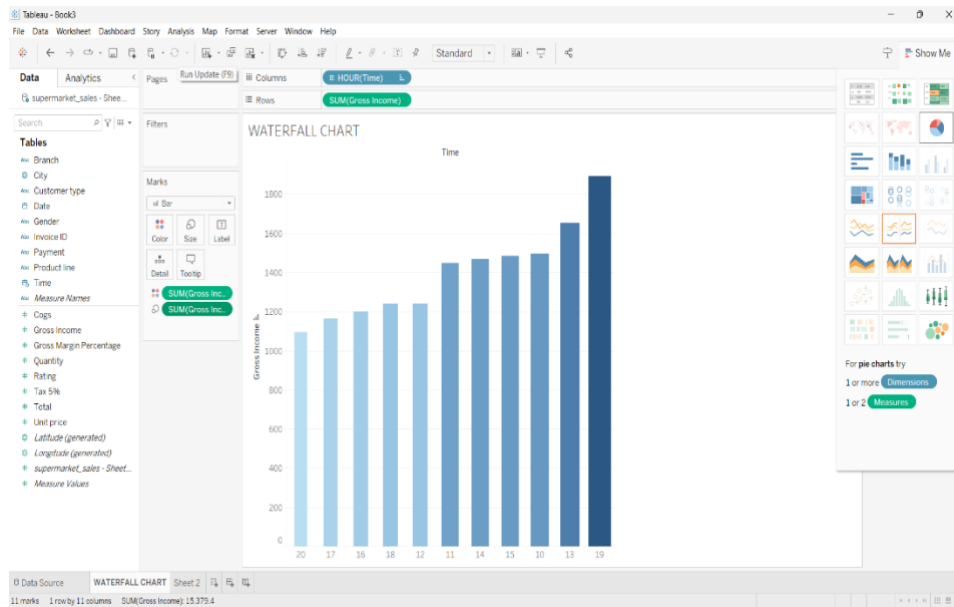 Tableau - Book3
File Data Worksheet Dashboard Story Analysis Map Format Server Window Help
Standard
Show Me
Data Analytics
supermarket_sales - Shee...
Search
Tables
Abc Branch
City
Abc Customer type
Date
Abc Gender
Abc Invoice ID
Abc Payment
Abc Product line
Time
Abc Measure Names
# Cogs
# Gross Income
# Gross Margin Percentage
# Quantity
# Rating
# Tax 5%
# Total
# Unit price
Latitude (generated)
Longitude (generated)
# supermarket_sales - Sheet...
# Measure Values
Pages
Run Update (F9)
Filters
Marks
Bar
Color Size Label
Detail Tooltip
SUM(Gross Inc..
SUM(Gross Inc..
Columns
HOUR(Time)
Rows
SUM(Gross Income)
WATERFALL CHART
Time
Gross Income
1800
1600
1400
1200
1000
800
600
400
200
0
20 17 16 18 12 11 14 15 10 13 19
For pie charts try
1 or more Dimensions
1 or 2 Measures
Data Source WATERFALL CHART Sheet 2
11 marks 1 row by 11 columns SUM(Gross Income): 15,379.4